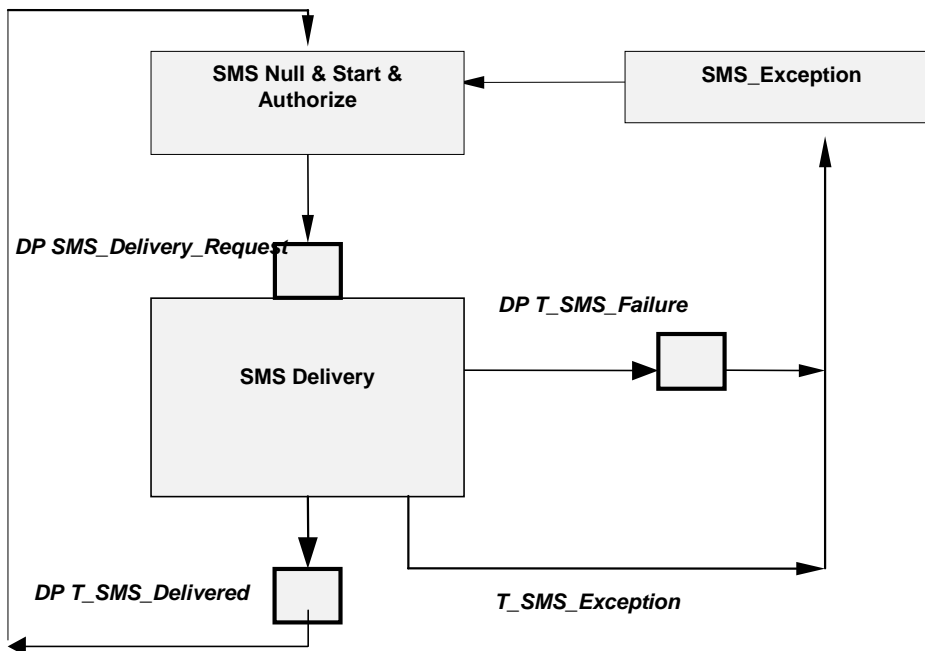 SMS Null & Start &
Authorize
SMS_Exception
DP SMS_Delivery_Request
DP T_SMS_Failure
SMS Delivery
DP T_SMS_Delivered
T_SMS_Exception